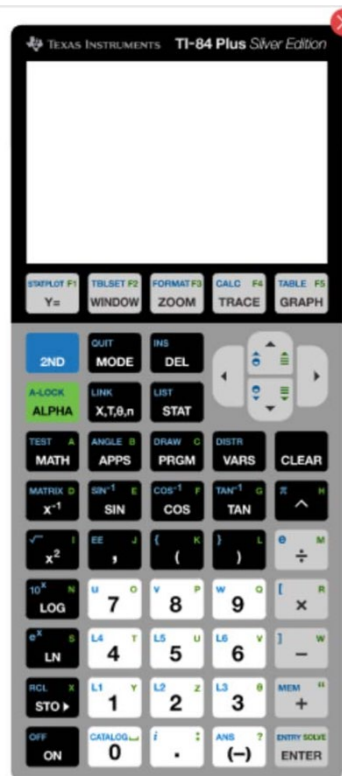 TEXAS INSTRUMENTS TI-84 Plus Silver Edition
STATPLOT F1 TBLSET F2 FORMAT F3 CALC F4 TABLE F5
Y= WINDOW ZOOM TRACE GRAPH
QUIT INS
2ND MODE DEL
A-LOCK LINK LIST
ALPHA X,T,θ,n STAT
TEST A ANGLE B DRAW C DISTR
MATH APPS PRGM VARS CLEAR
MATRIX D SIN⁻¹ E COS⁻¹ F TAN⁻¹ G π H
x⁻¹ SIN COS TAN ^
√ I EE J { K } L e M
x² , ( ) ÷
10ˣ N u O v P w Q [ R
LOG 7 8 9 ×
eˣ S L4 T L5 U L6 V ] W
LN 4 5 6 −
RCL X L1 Y L2 Z L3 θ MEM "
STO▸ 1 2 3 +
OFF CATALOG i : ANS ? ENTRY SOLVE
ON 0 . (−) ENTER